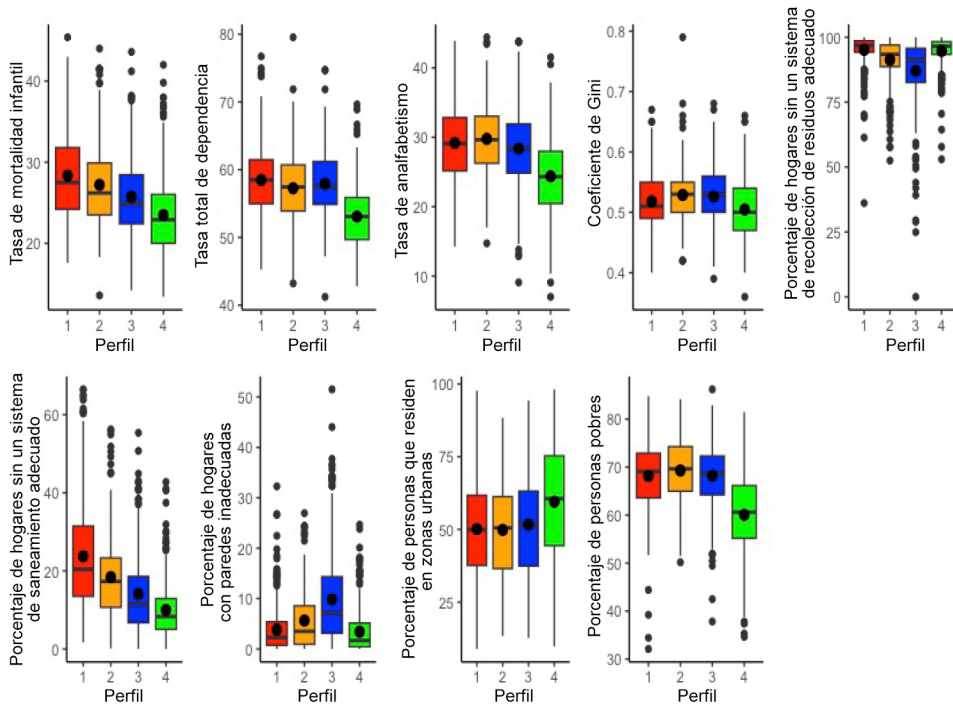 Tasa de mortalidad infantil
40
30
20
1 2 3 4
Perfil
Tasa total de dependencia
80
70
60
50
40
1 2 3 4
Perfil
Tasa de analfabetismo
40
30
20
10
1 2 3 4
Perfil
Coeficiente de Gini
0.8
0.7
0.6
0.5
0.4
1 2 3 4
Perfil
Porcentaje de hogares sin un sistema
de recolección de residuos adecuado
100
75
50
25
0
1 2 3 4
Perfil
Porcentaje de hogares sin un sistema
de saneamiento adecuado
60
40
20
0
1 2 3 4
Perfil
Porcentaje de hogares
con paredes inadecuadas
50
40
30
20
10
0
1 2 3 4
Perfil
Porcentaje de personas que residen
en zonas urbanas
100
75
50
25
1 2 3 4
Perfil
Porcentaje de personas pobres
90
80
70
60
50
40
30
1 2 3 4
Perfil